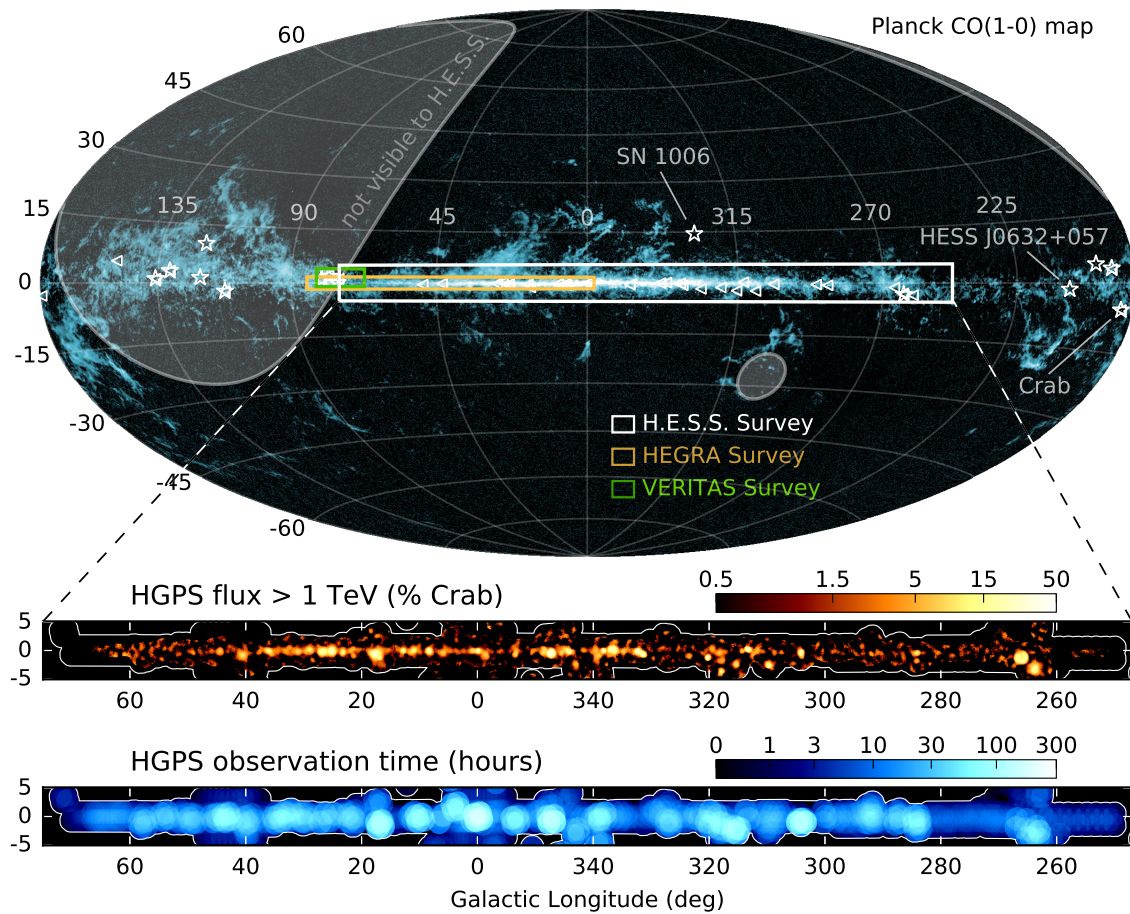 Planck CO(1-0) map
60
45
30
15
0
-15
-30
-45
-60
not visible to H.E.S.S.
SN 1006
135 90 45 0 315 270 225
HESS J0632+057
Crab
H.E.S.S. Survey
HEGRA Survey
VERITAS Survey
HGPS flux > 1 TeV (% Crab)
0.5 1.5 5 15 50
5
0
-5
60 40 20 0 340 320 300 280 260
HGPS observation time (hours)
0 1 3 10 30 100 300
5
0
-5
60 40 20 0 340 320 300 280 260
Galactic Longitude (deg)